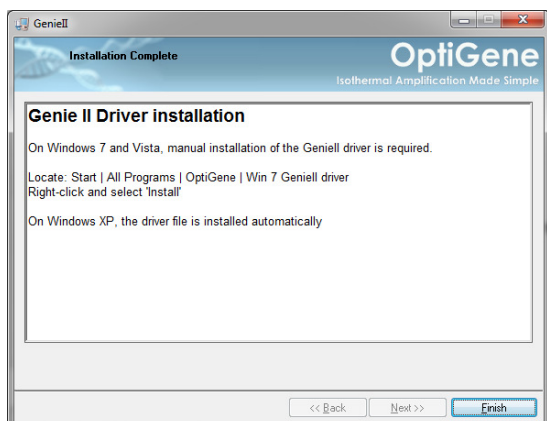 GenieII
Installation Complete
OptiGene
Isothermal Amplification Made Simple
Genie II Driver installation
On Windows 7 and Vista, manual installation of the GenieII driver is required.
Locate: Start | All Programs | OptiGene | Win 7 GenieII driver
Right-click and select 'Install'
On Windows XP, the driver file is installed automatically
<< Back Next >> Finish